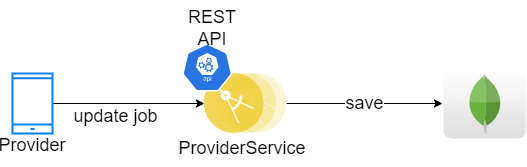 REST
API
api
update job
save
Provider
ProviderService